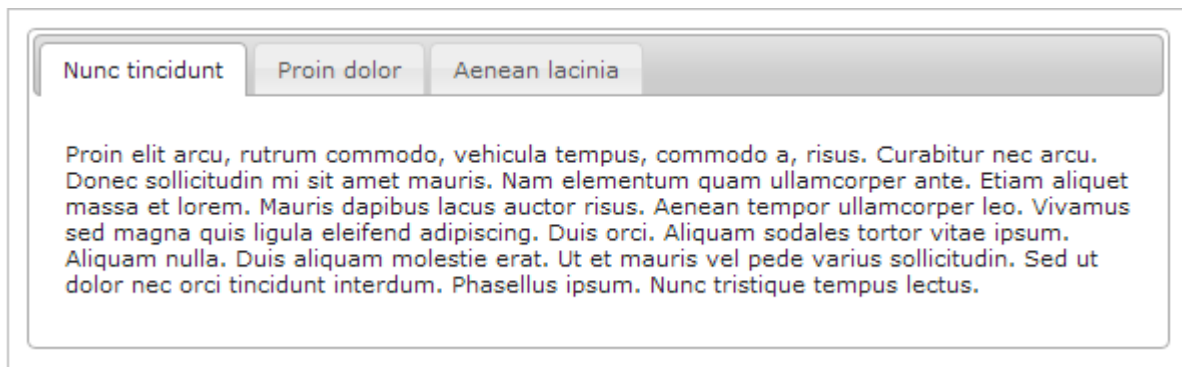 Nunc tincidunt Proin dolor Aenean lacinia
Proin elit arcu, rutrum commodo, vehicula tempus, commodo a, risus. Curabitur nec arcu.
Donec sollicitudin mi sit amet mauris. Nam elementum quam ullamcorper ante. Etiam aliquet
massa et lorem. Mauris dapibus lacus auctor risus. Aenean tempor ullamcorper leo. Vivamus
sed magna quis ligula eleifend adipiscing. Duis orci. Aliquam sodales tortor vitae ipsum.
Aliquam nulla. Duis aliquam molestie erat. Ut et mauris vel pede varius sollicitudin. Sed ut
dolor nec orci tincidunt interdum. Phasellus ipsum. Nunc tristique tempus lectus.